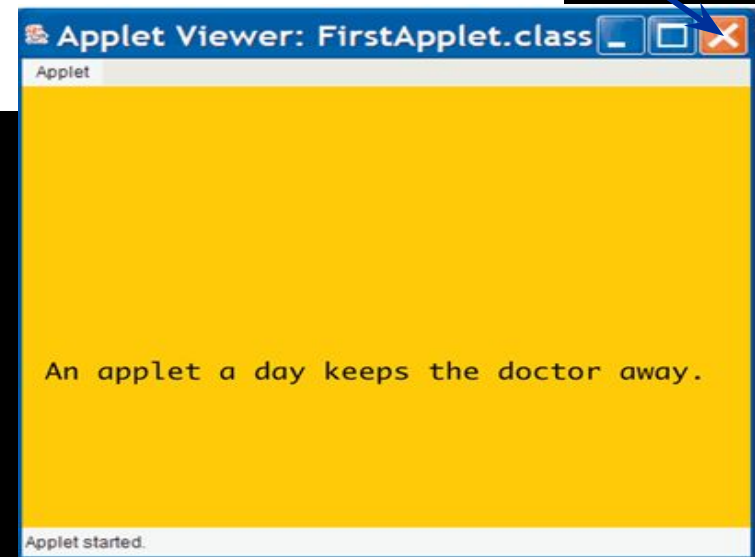 Applet Viewer: FirstApplet.class
Applet
An applet a day keeps the doctor away.
Applet started.